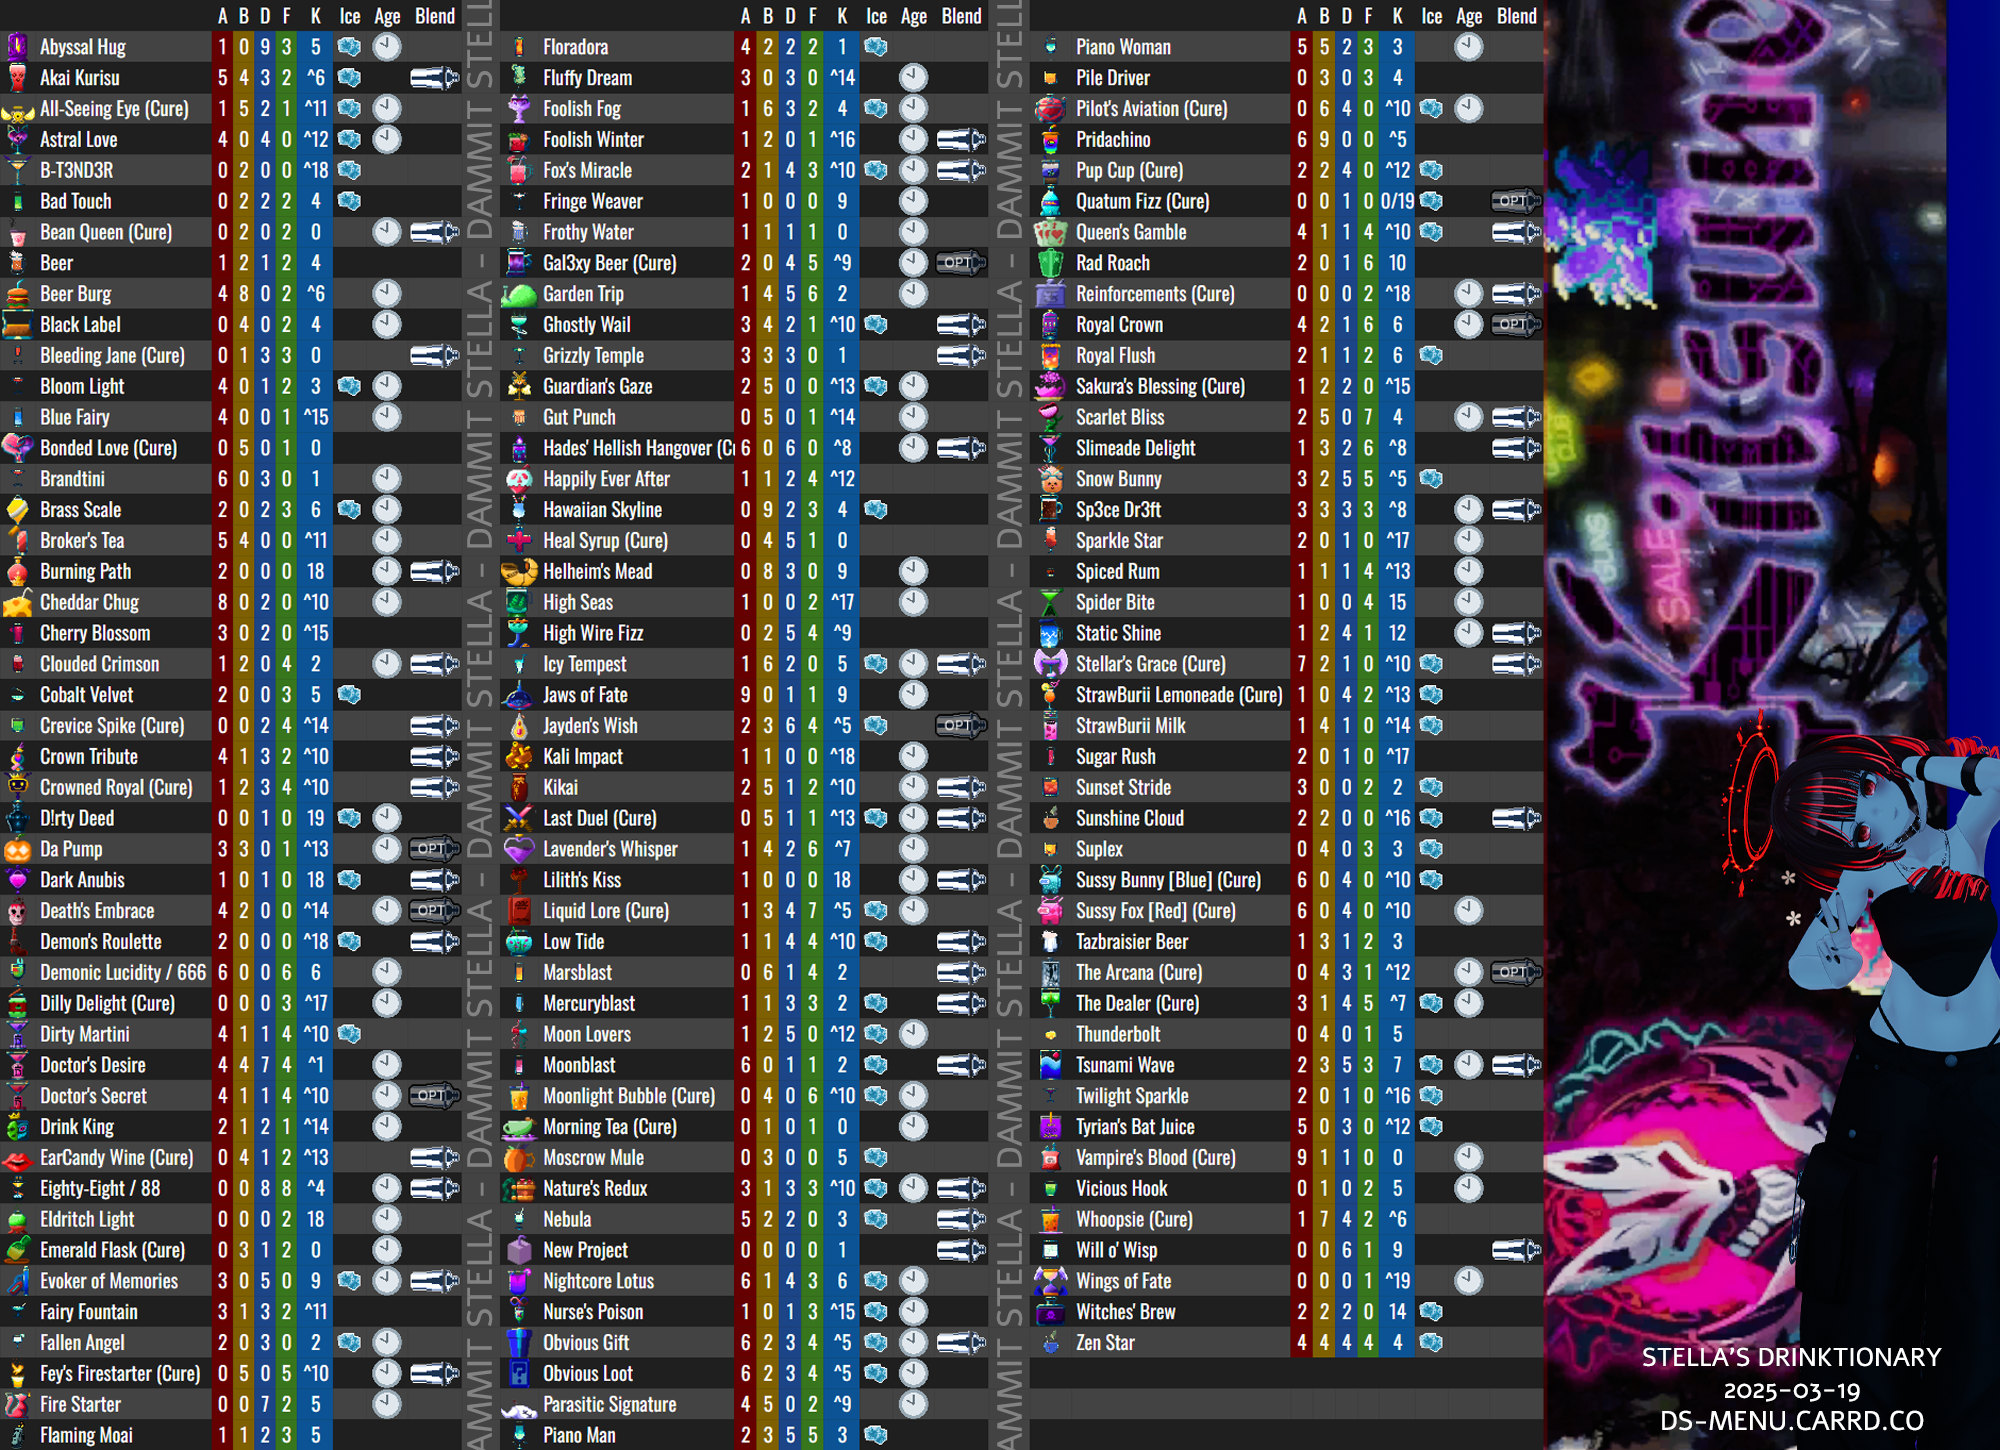 A B D F K Ice Age Blend
Abyssal Hug 1 0 9 3 5
Akai Kurisu 5 4 3 2 ^6
All-Seeing Eye (Cure) 1 5 2 1 ^11
Astral Love 4 0 4 0 ^12
B-T3ND3R 0 2 0 0 ^18
Bad Touch 0 2 2 2 4
Bean Queen (Cure) 0 2 0 2 0
Beer 1 2 1 2 4
Beer Burg 4 8 0 2 ^6
Black Label 0 4 0 2 4
Bleeding Jane (Cure) 0 1 3 3 0
Bloom Light 4 0 1 2 3
Blue Fairy 4 0 0 1 ^15
Bonded Love (Cure) 0 5 0 1 0
Brandtini 6 0 3 0 1
Brass Scale 2 0 2 3 6
Broker's Tea 5 4 0 0 ^11
Burning Path 2 0 0 0 18
Cheddar Chug 8 0 2 0 ^10
Cherry Blossom 3 0 2 0 ^15
Clouded Crimson 1 2 0 4 2
Cobalt Velvet 2 0 0 3 5
Crevice Spike (Cure) 0 0 2 4 ^14
Crown Tribute 4 1 3 2 ^10
Crowned Royal (Cure) 1 2 3 4 ^10
D!rty Deed 0 0 1 0 19
Da Pump 3 3 0 1 ^13 OPT
Dark Anubis 1 0 1 0 18
Death's Embrace 4 2 0 0 ^14 OPT
Demon's Roulette 2 0 0 0 ^18
Demonic Lucidity / 666 6 0 0 6 6
Dilly Delight (Cure) 0 0 0 3 ^17
Dirty Martini 4 1 1 4 ^10
Doctor's Desire 4 4 7 4 ^1
Doctor's Secret 4 1 1 4 ^10 OPT
Drink King 2 1 2 1 ^14
EarCandy Wine (Cure) 0 4 1 2 ^13
Eighty-Eight / 88 0 0 8 8 ^4
Eldritch Light 0 0 0 2 18
Emerald Flask (Cure) 0 3 1 2 0
Evoker of Memories 3 0 5 0 9
Fairy Fountain 3 1 3 2 ^11
Fallen Angel 2 0 3 0 2
Fey's Firestarter (Cure) 0 5 0 5 ^10
Fire Starter 0 0 7 2 5
Flaming Moai 1 1 2 3 5
AMMIT STELLA - DAMMIT STELLA - DAMMIT STELLA - DAMMIT STELL
A B D F K Ice Age Blend
Floradora 4 2 2 2 1
Fluffy Dream 3 0 3 0 ^14
Foolish Fog 1 6 3 2 4
Foolish Winter 1 2 0 1 ^16
Fox's Miracle 2 1 4 3 ^10
Fringe Weaver 1 0 0 0 9
Frothy Water 1 1 1 1 0
Gal3xy Beer (Cure) 2 0 4 5 ^9 OPT
Garden Trip 1 4 5 6 2
Ghostly Wail 3 4 2 1 ^10
Grizzly Temple 3 3 3 0 1
Guardian's Gaze 2 5 0 0 ^13
Gut Punch 0 5 0 1 ^14
Hades' Hellish Hangover (Cu 6 0 6 0 ^8
Happily Ever After 1 1 2 4 ^12
Hawaiian Skyline 0 9 2 3 4
Heal Syrup (Cure) 0 4 5 1 0
Helheim's Mead 0 8 3 0 9
High Seas 1 0 0 2 ^17
High Wire Fizz 0 2 5 4 ^9
Icy Tempest 1 6 2 0 5
Jaws of Fate 9 0 1 1 9
Jayden's Wish 2 3 6 4 ^5 OPT
Kali Impact 1 1 0 0 ^18
Kikai 2 5 1 2 ^10
Last Duel (Cure) 0 5 1 1 ^13
Lavender's Whisper 1 4 2 6 ^7
Lilith's Kiss 1 0 0 0 18
Liquid Lore (Cure) 1 3 4 7 ^5
Low Tide 1 1 4 4 ^10
Marsblast 0 6 1 4 2
Mercuryblast 1 1 3 3 2
Moon Lovers 1 2 5 0 ^12
Moonblast 6 0 1 1 2
Moonlight Bubble (Cure) 0 4 0 6 ^10
Morning Tea (Cure) 0 1 0 1 0
Moscrow Mule 0 3 0 0 5
Nature's Redux 3 1 3 3 ^10
Nebula 5 2 2 0 3
New Project 0 0 0 0 1
Nightcore Lotus 6 1 4 3 6
Nurse's Poison 1 0 1 3 ^15
Obvious Gift 6 2 3 4 ^5
Obvious Loot 6 2 3 4 ^5
Parasitic Signature 4 5 0 2 ^9
Piano Man 2 3 5 5 3
AMMIT STELLA - DAMMIT STELLA - DAMMIT STELLA - DAMMIT STELL
A B D F K Ice Age Blend
Piano Woman 5 5 2 3 3
Pile Driver 0 3 0 3 4
Pilot's Aviation (Cure) 0 6 4 0 ^10
Pridachino 6 9 0 0 ^5
Pup Cup (Cure) 2 2 4 0 ^12
Quatum Fizz (Cure) 0 0 1 0 0/19 OPT
Queen's Gamble 4 1 1 4 ^10
Rad Roach 2 0 1 6 10
Reinforcements (Cure) 0 0 0 2 ^18
Royal Crown 4 2 1 6 6 OPT
Royal Flush 2 1 1 2 6
Sakura's Blessing (Cure) 1 2 2 0 ^15
Scarlet Bliss 2 5 0 7 4
Slimeade Delight 1 3 2 6 ^8
Snow Bunny 3 2 5 5 ^5
Sp3ce Dr3ft 3 3 3 3 ^8
Sparkle Star 2 0 1 0 ^17
Spiced Rum 1 1 1 4 ^13
Spider Bite 1 0 0 4 15
Static Shine 1 2 4 1 12
Stellar's Grace (Cure) 7 2 1 0 ^10
StrawBurii Lemoneade (Cure) 1 0 4 2 ^13
StrawBurii Milk 1 4 1 0 ^14
Sugar Rush 2 0 1 0 ^17
Sunset Stride 3 0 0 2 2
Sunshine Cloud 2 2 0 0 ^16
Suplex 0 4 0 3 3
Sussy Bunny [Blue] (Cure) 6 0 4 0 ^10
Sussy Fox [Red] (Cure) 6 0 4 0 ^10
Tazbraisier Beer 1 3 1 2 3
The Arcana (Cure) 0 4 3 1 ^12 OPT
The Dealer (Cure) 3 1 4 5 ^7
Thunderbolt 0 4 0 1 5
Tsunami Wave 2 3 5 3 7
Twilight Sparkle 2 0 1 0 ^16
Tyrian's Bat Juice 5 0 3 0 ^12
Vampire's Blood (Cure) 9 1 1 0 0
Vicious Hook 0 1 0 2 5
Whoopsie (Cure) 1 7 4 2 ^6
Will o' Wisp 0 0 6 1 9
Wings of Fate 0 0 0 1 ^19
Witches' Brew 2 2 2 0 14
Zen Star 4 4 4 4 4
Kitsune
GUNS
SALE
STELLA'S DRINKTIONARY
2025-03-19
DS-MENU.CARRD.CO